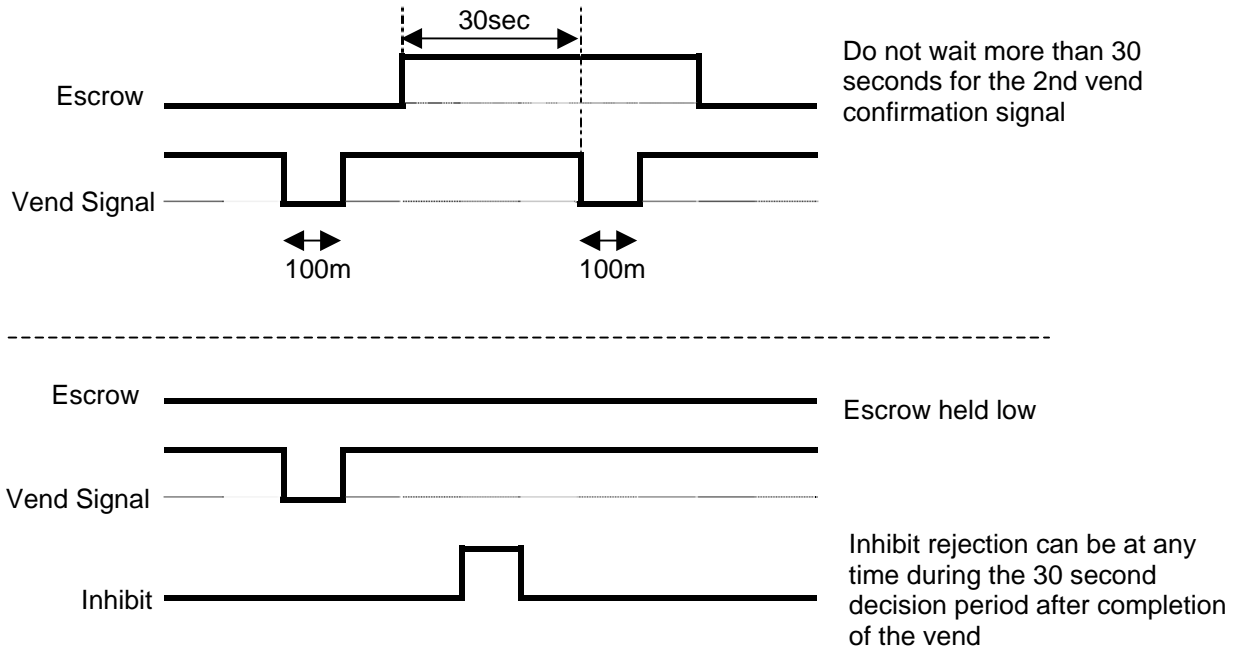 30sec
Do not wait more than 30
seconds for the 2nd vend
confirmation signal
Escrow
Vend Signal
100m
100m
Escrow
Escrow held low
Vend Signal
Inhibit rejection can be at any
time during the 30 second
decision period after completion
of the vend
Inhibit